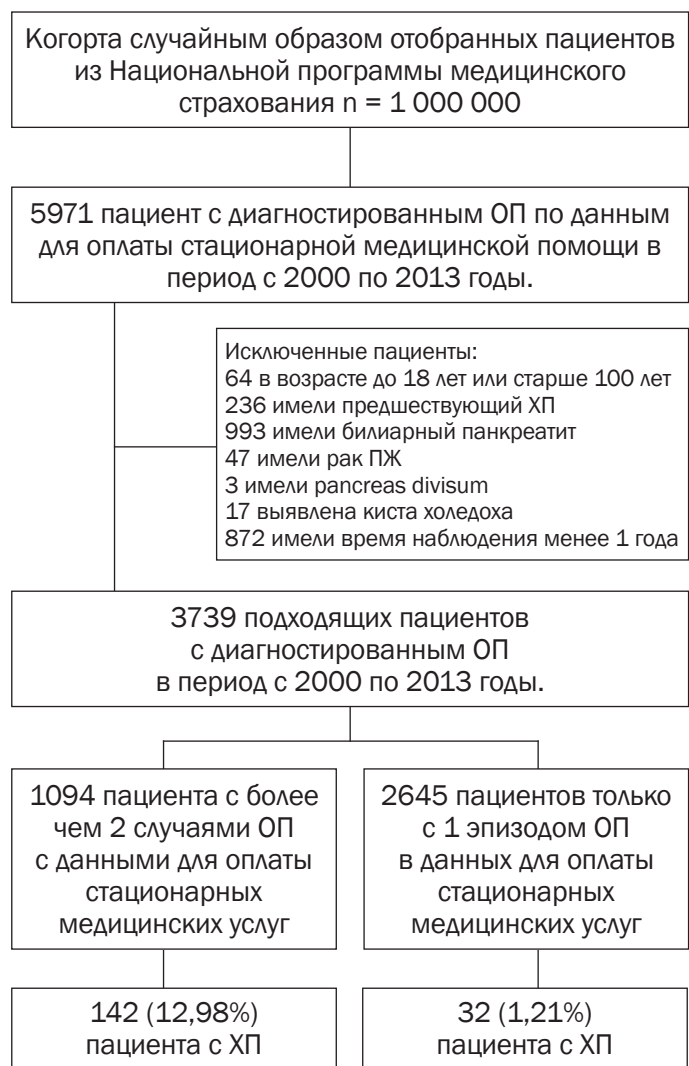 Когорта случайным образом отобранных пациентов
из Национальной программы медицинского
страхования n = 1 000 000
5971 пациент с диагностированным ОП по данным
для оплаты стационарной медицинской помощи в
период с 2000 по 2013 годы.
Исключенные пациенты:
64 в возрасте до 18 лет или старше 100 лет
236 имели предшествующий ХП
993 имели билиарный панкреатит
47 имели рак ПЖ
3 имели pancreas divisum
17 выявлена киста холедоха
872 имели время наблюдения менее 1 года
3739 подходящих пациентов
с диагностированным ОП
в период с 2000 по 2013 годы.
1094 пациента с более
чем 2 случаями ОП
с данными для оплаты
стационарных
медицинских услуг
2645 пациентов только
с 1 эпизодом ОП
в данных для оплаты
стационарных
медицинских услуг
142 (12,98%)
пациента с ХП
32 (1,21%)
пациента с ХП